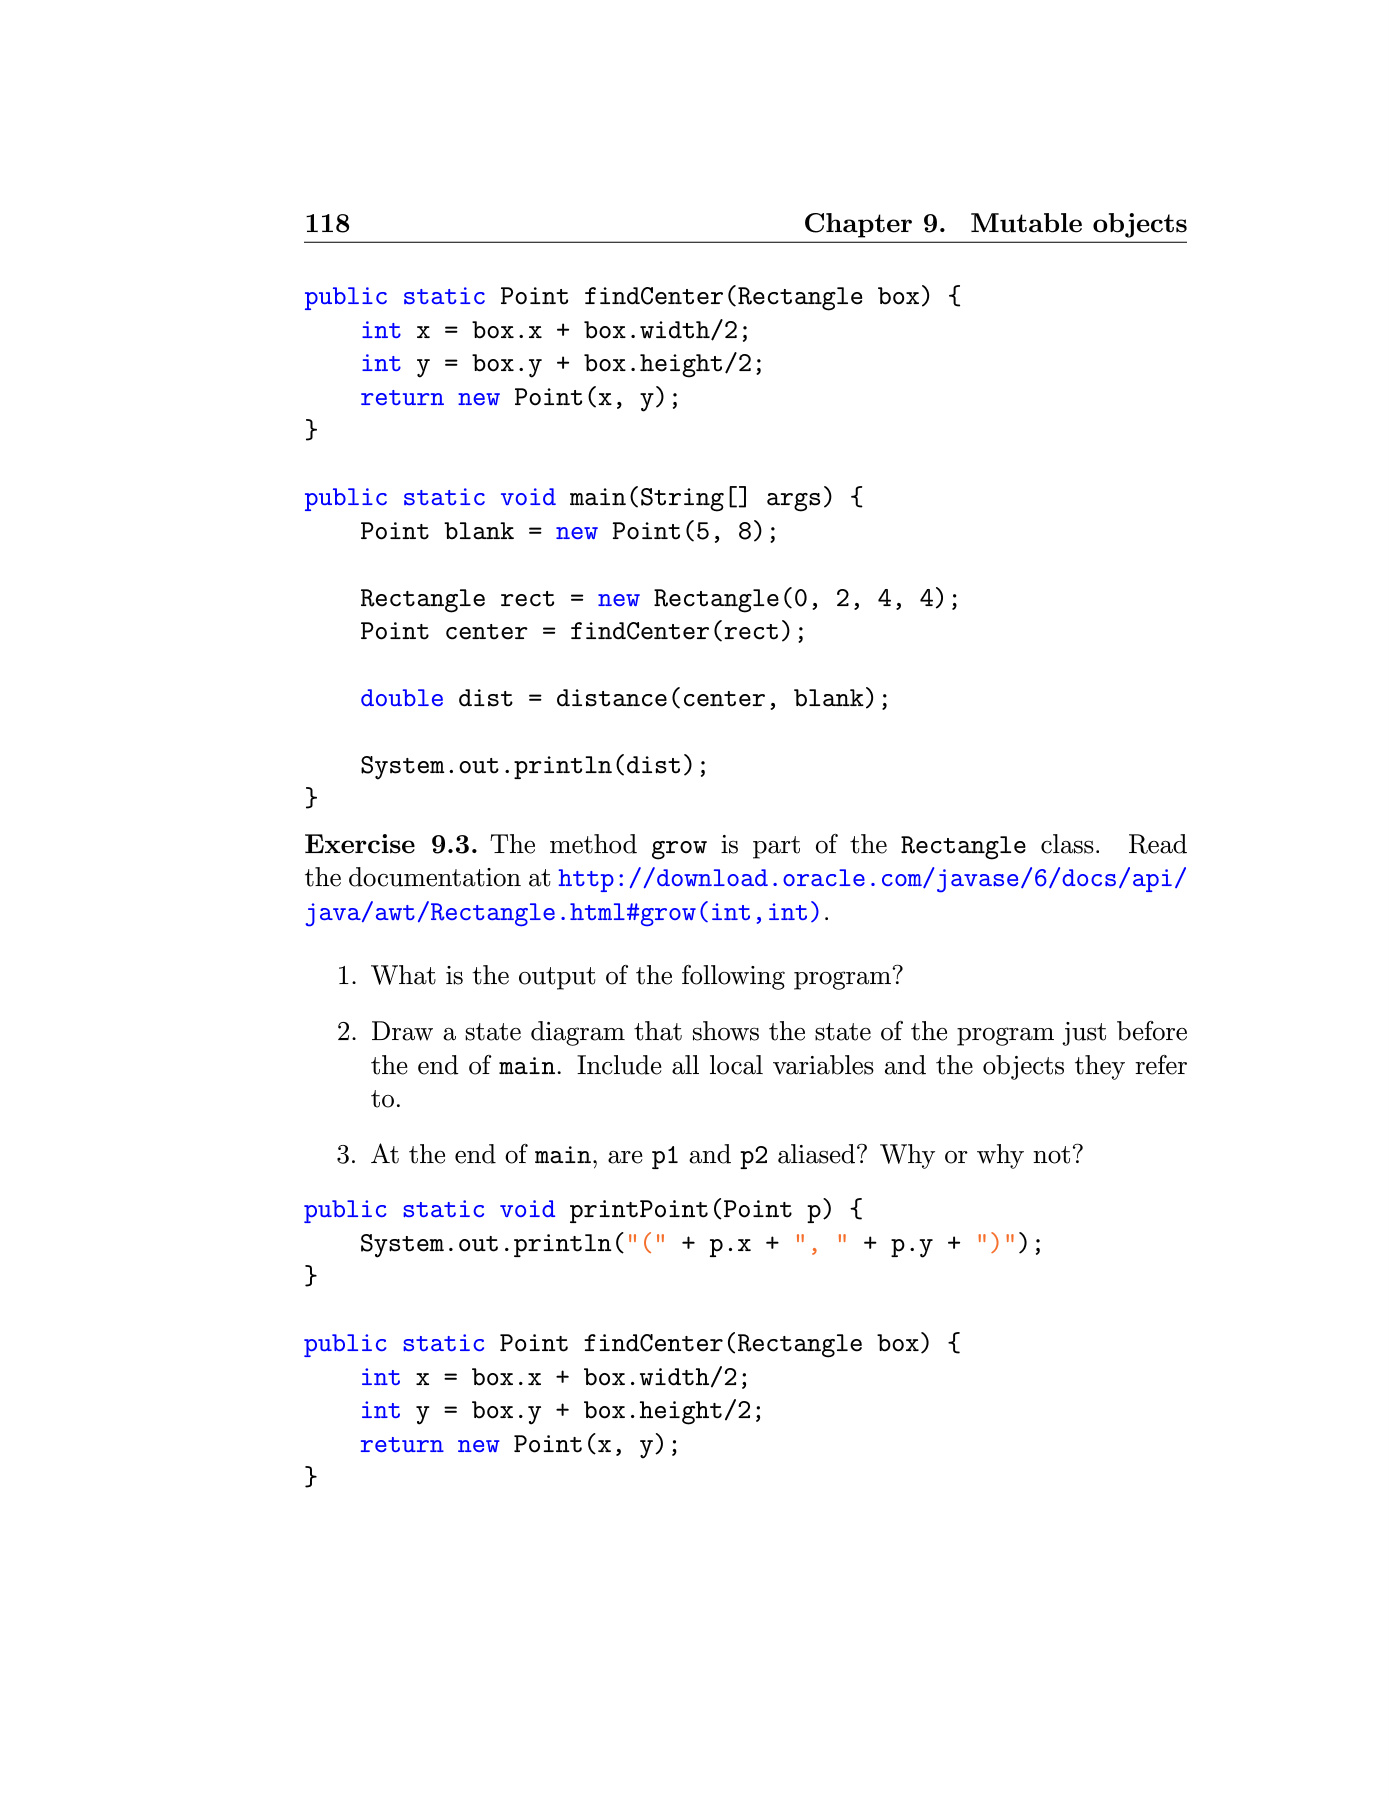 118 Chapter 9. Mutable objects
public static Point findCenter(Rectangle box) {
    int x = box.x + box.width/2;
    int y = box.y + box.height/2;
    return new Point(x, y);
}
public static void main(String[] args) {
    Point blank = new Point(5, 8);
    Rectangle rect = new Rectangle(0, 2, 4, 4);
    Point center = findCenter(rect);
    double dist = distance(center, blank);
    System.out.println(dist);
}
Exercise 9.3. The method grow is part of the Rectangle class. Read
the documentation at http://download.oracle.com/javase/6/docs/api/
java/awt/Rectangle.html#grow(int,int).
1. What is the output of the following program?
2. Draw a state diagram that shows the state of the program just before
the end of main. Include all local variables and the objects they refer
to.
3. At the end of main, are p1 and p2 aliased? Why or why not?
public static void printPoint(Point p) {
    System.out.println("(" + p.x + ", " + p.y + ")");
}
public static Point findCenter(Rectangle box) {
    int x = box.x + box.width/2;
    int y = box.y + box.height/2;
    return new Point(x, y);
}